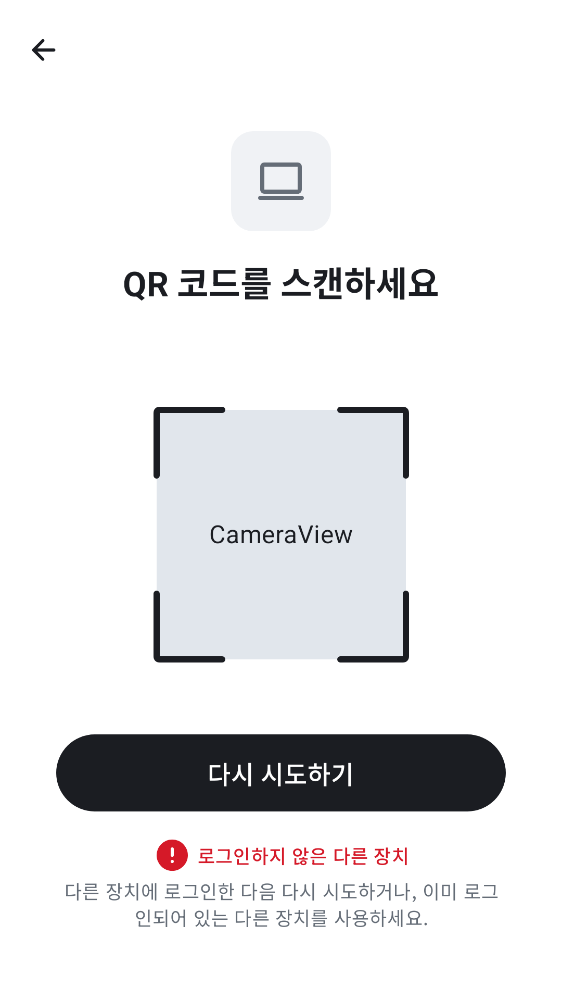 QR 코드를 스캔하세요
CameraView
다시 시도하기
로그인하지 않은 다른 장치
다른 장치에 로그인한 다음 다시 시도하거나, 이미 로그
인되어 있는 다른 장치를 사용하세요.